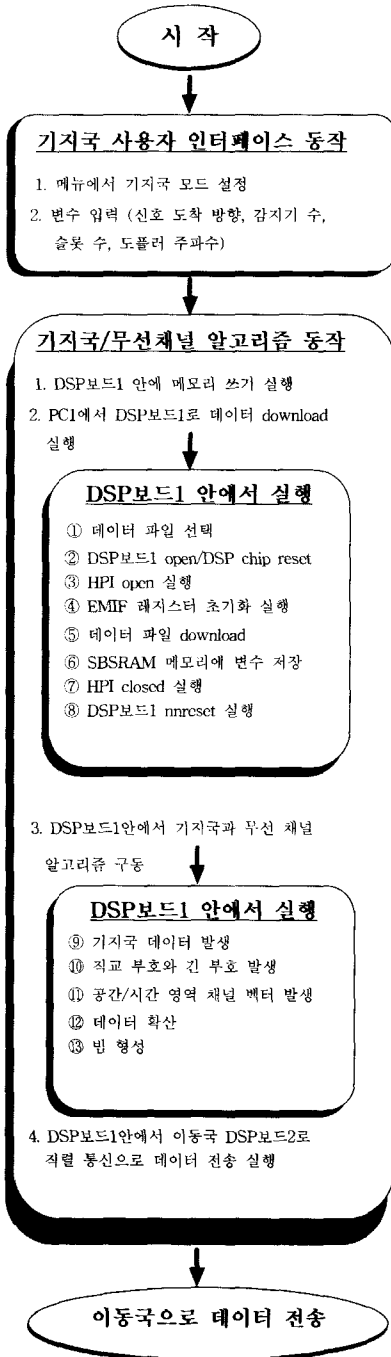 시 작
기지국 사용자 인터페이스 동작
1. 메뉴에서 기지국 모드 설정
2. 변수 입력 (신호 도착 방향, 감지기 수,
슬롯 수, 도플러 주파수)
기지국/무선채널 알고리즘 동작
1. DSP보드1 안에 메모리 쓰기 실행
2. PC1에서 DSP보드1로 데이터 download
실행
DSP보드1 안에서 실행
① 데이터 파일 선택
② DSP보드1 open/DSP chip reset
③ HPI open 실행
④ EMIF 레지스터 초기화 실행
⑤ 데이터 파일 download
⑥ SBSRAM 메모리에 변수 저장
⑦ HPI closed 실행
⑧ DSP보드1 nnreset 실행
3. DSP보드1안에서 기지국과 무선 채널
알고리즘 구동
DSP보드1 안에서 실행
⑨ 기지국 데이터 발생
⑩ 직교 부호와 긴 부호 발생
⑪ 공간/시간 영역 채널 벡터 발생
⑫ 데이터 확산
⑬ 빔 형성
4. DSP보드1안에서 이동국 DSP보드2로
직렬 통신으로 데이터 전송 실행
이동국으로 데이터 전송